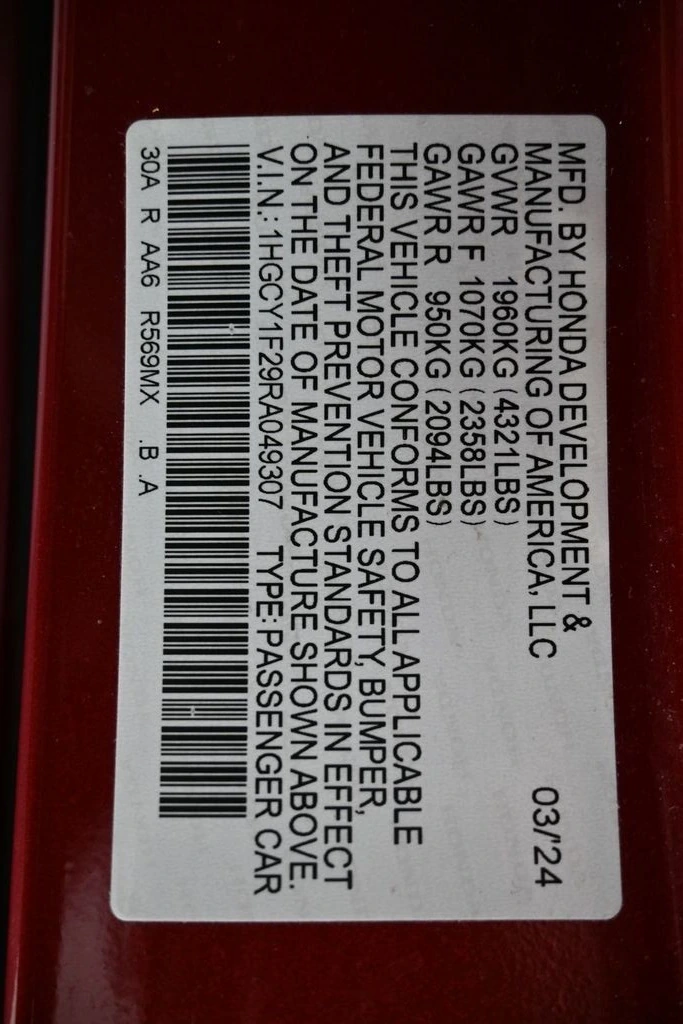 MFD. BY HONDA DEVELOPMENT &
MANUFACTURING OF AMERICA, LLC 03/'24
GVWR 1960KG (4321LBS)
GAWR F 1070KG (2358LBS)
GAWR R 950KG (2094LBS)
THIS VEHICLE CONFORMS TO ALL APPLICABLE
FEDERAL MOTOR VEHICLE SAFETY, BUMPER,
AND THEFT PREVENTION STANDARDS IN EFFECT
ON THE DATE OF MANUFACTURE SHOWN ABOVE.
V.I.N.: 1HGCY1F29RA049307 TYPE: PASSENGER CAR
30A R AA6 R569MX .B .A